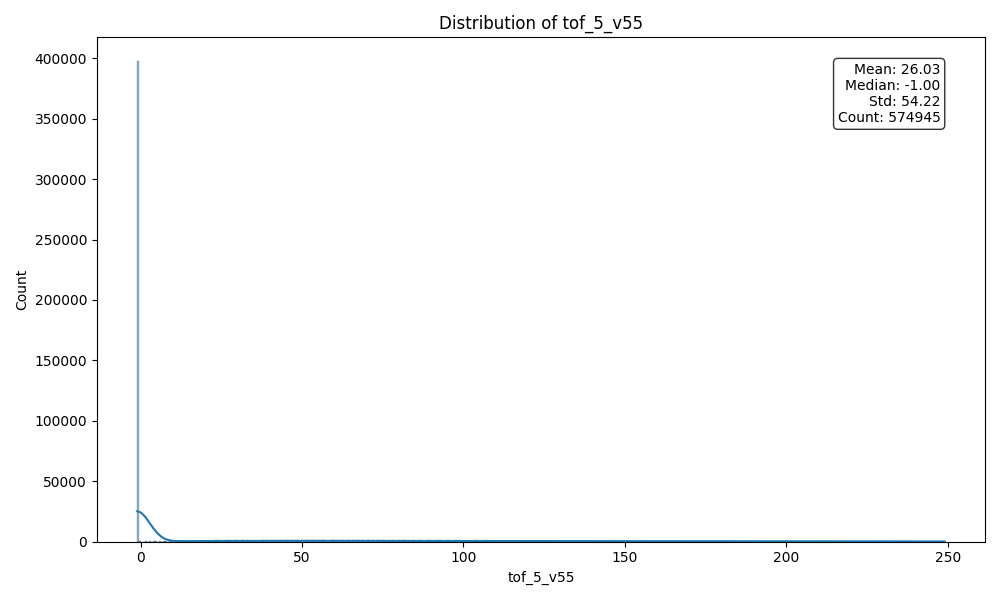 Distribution of tof_5_v55
Mean: 26.03
Median: -1.00
Std: 54.22
Count: 574945
Count
400000
350000
300000
250000
200000
150000
100000
50000
0
0
50
100
150
200
250
tof_5_v55